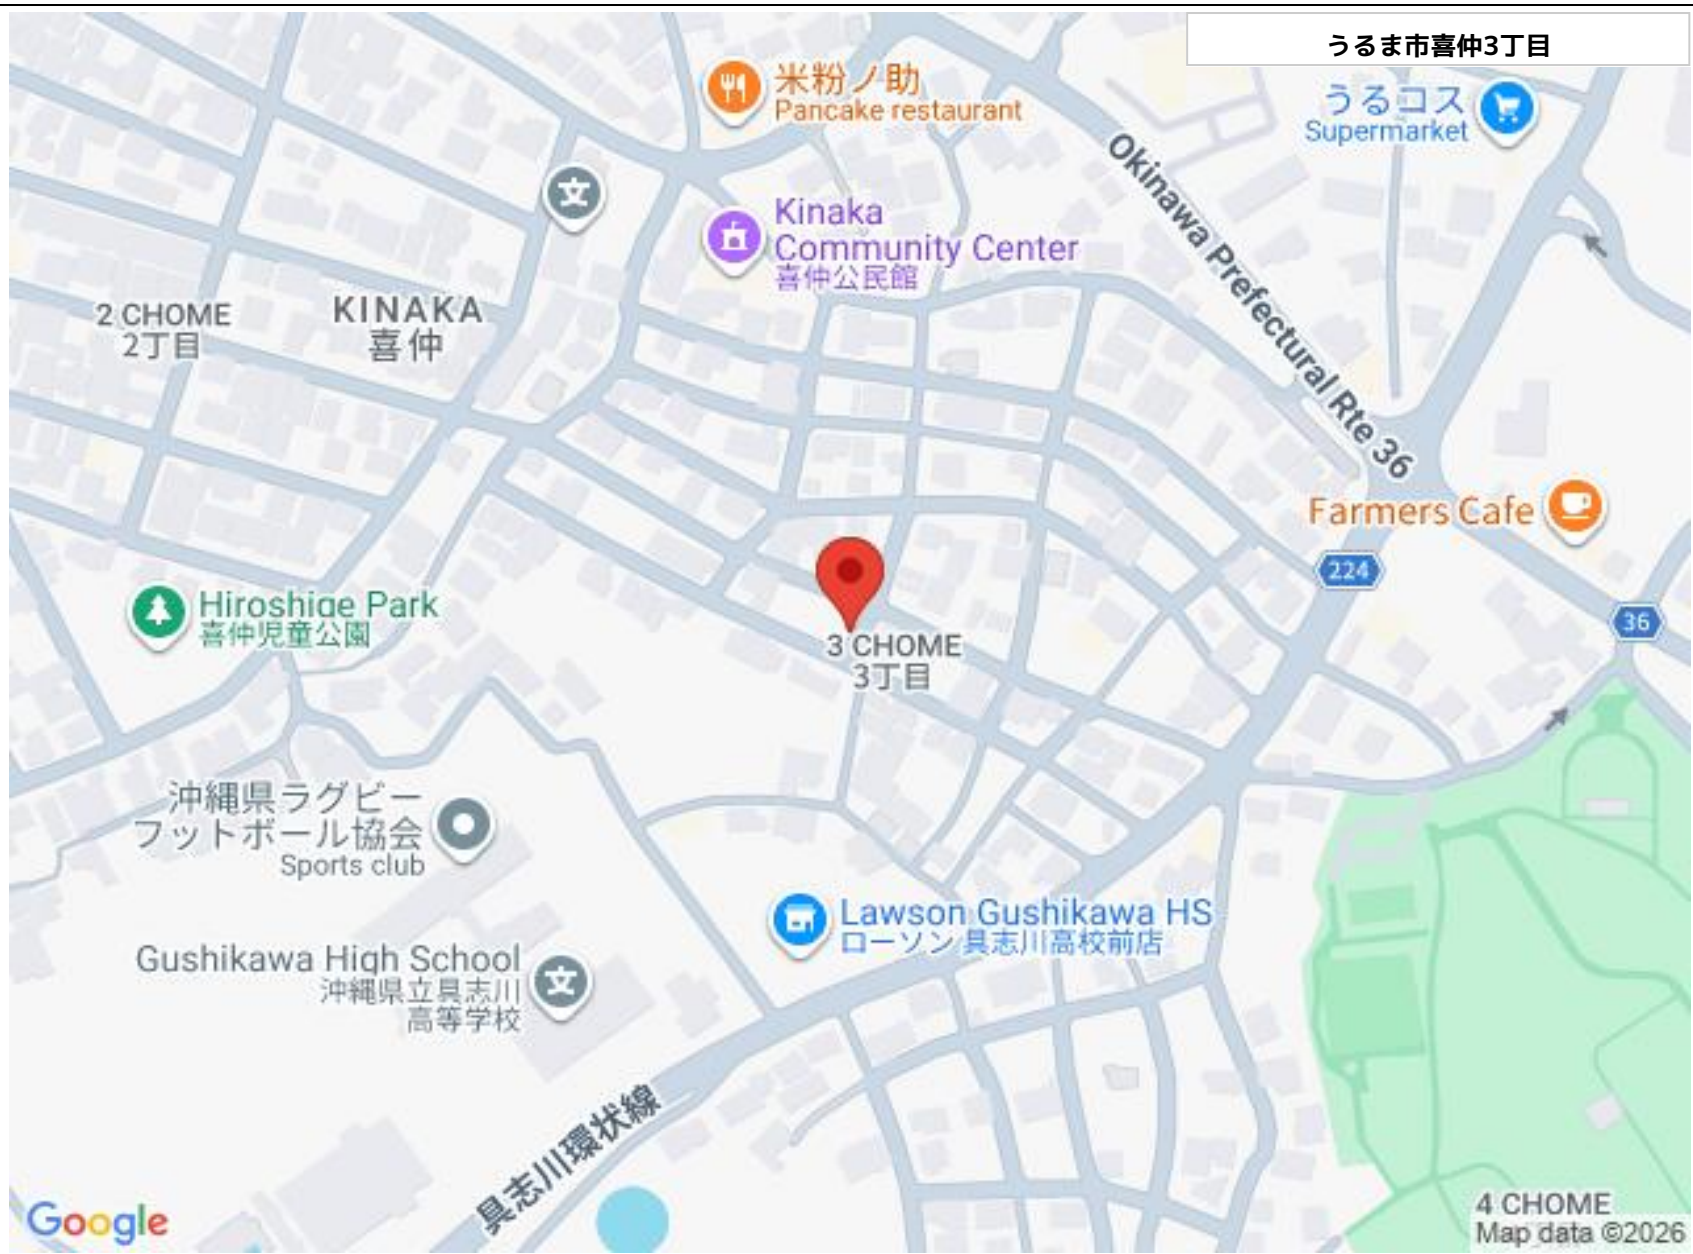 うるま市喜仲3丁目
米粉ノ助
Pancake restaurant
うるコス
Supermarket
Okinawa Prefectural Rte 36
Kinaka
Community Center
喜仲公民館
2 CHOME
2丁目
KINAKA
喜仲
Farmers Cafe
224
36
Hiroshige Park
喜仲児童公園
3 CHOME
3丁目
沖縄県ラグビー
フットボール協会
Sports club
Lawson Gushikawa HS
ローソン 具志川高校前店
Gushikawa High School
沖縄県立具志川
高等学校
具志川環状線
4 CHOME
Google
Map data ©2026
文
文